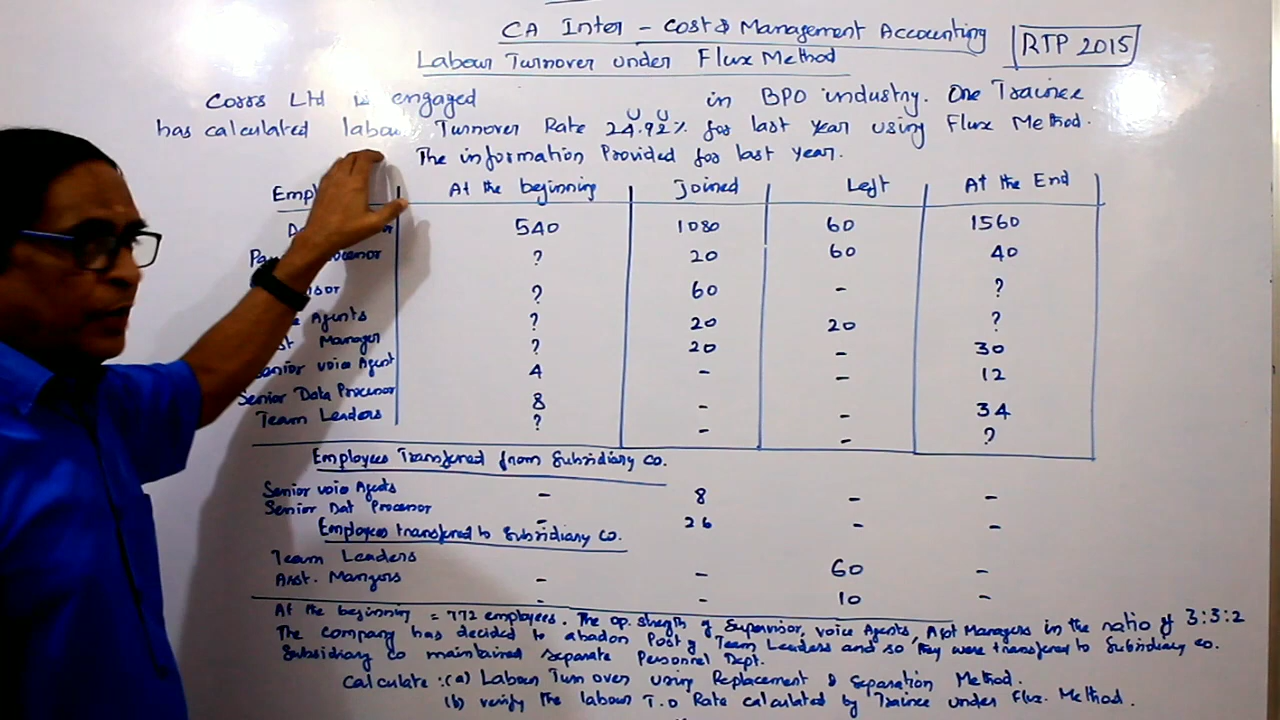 CA Inter - Cost & Management Accounting
RTP 2015
Labour Turnover under Flux Method
Corrs Ltd is engaged in BPO industry. One Trainee
has calculated labou Turnover Rate 24.92% for last year using Flux Method.
The information Provided for last year.
Empl At the beginning Joined Left At the End
540 1080 60 1560
? 20 60 40
? 60 - ?
Agents ? 20 20 ?
Manager ? 20 - 30
voice Agent 4 - - 12
Senior Data Processor 8 - - 34
Team Leaders ? - - ?
Employees Transferred from Subsidiary Co.
Senior voice Agents - 8 - -
Senior Dat Processor - 26 - -
Employees transferred to Subsidiary Co.
Team Leaders - - 60 -
Asst. Mangers - - 10 -
At the beginning = 772 employees. The op. strength of Supervisor, voice Agents, Asst Managers in the ratio of 3:3:2
The company has decided to abadon Post of Team Leaders and so they were transfered to Subsidiary co.
Subsidiary co maintained separate Personnel Dept.
Calculate :(a) Labour Turn over using Replacement & Separation Method.
(b) verify the labour T.O Rate calculated by Trainee under Flux. Method.